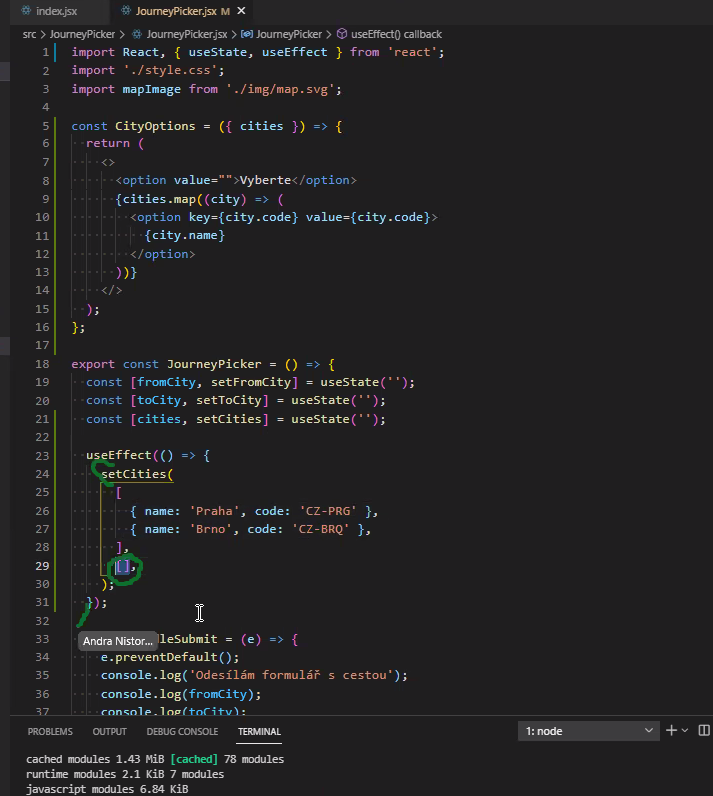 index.jsx
JourneyPicker.jsx M
src > JourneyPicker > JourneyPicker.jsx > JourneyPicker > useEffect() callback
1 import React, { useState, useEffect } from 'react';
2 import './style.css';
3 import mapImage from './img/map.svg';
4
5 const CityOptions = ({ cities }) => {
6 return (
7 <>
8 <option value="">Vyberte</option>
9 {cities.map((city) => (
10 <option key={city.code} value={city.code}>
11 {city.name}
12 </option>
13 ))}
14 </>
15 );
16 };
17
18 export const JourneyPicker = () => {
19 const [fromCity, setFromCity] = useState('');
20 const [toCity, setToCity] = useState('');
21 const [cities, setCities] = useState('');
22
23 useEffect(() => {
24 setCities(
25 [
26 { name: 'Praha', code: 'CZ-PRG' },
27 { name: 'Brno', code: 'CZ-BRQ' },
28 ],
29 [],
30 );
31 });
32
33 leSubmit = (e) => {
Andra Nistor...
34 e.preventDefault();
35 console.log('Odesílám formulář s cestou');
36 console.log(fromCity);
37 console.log(toCity);
PROBLEMS OUTPUT DEBUG CONSOLE TERMINAL 1: node
cached modules 1.43 MiB [cached] 78 modules
runtime modules 2.1 KiB 7 modules
javascript modules 6.84 KiB